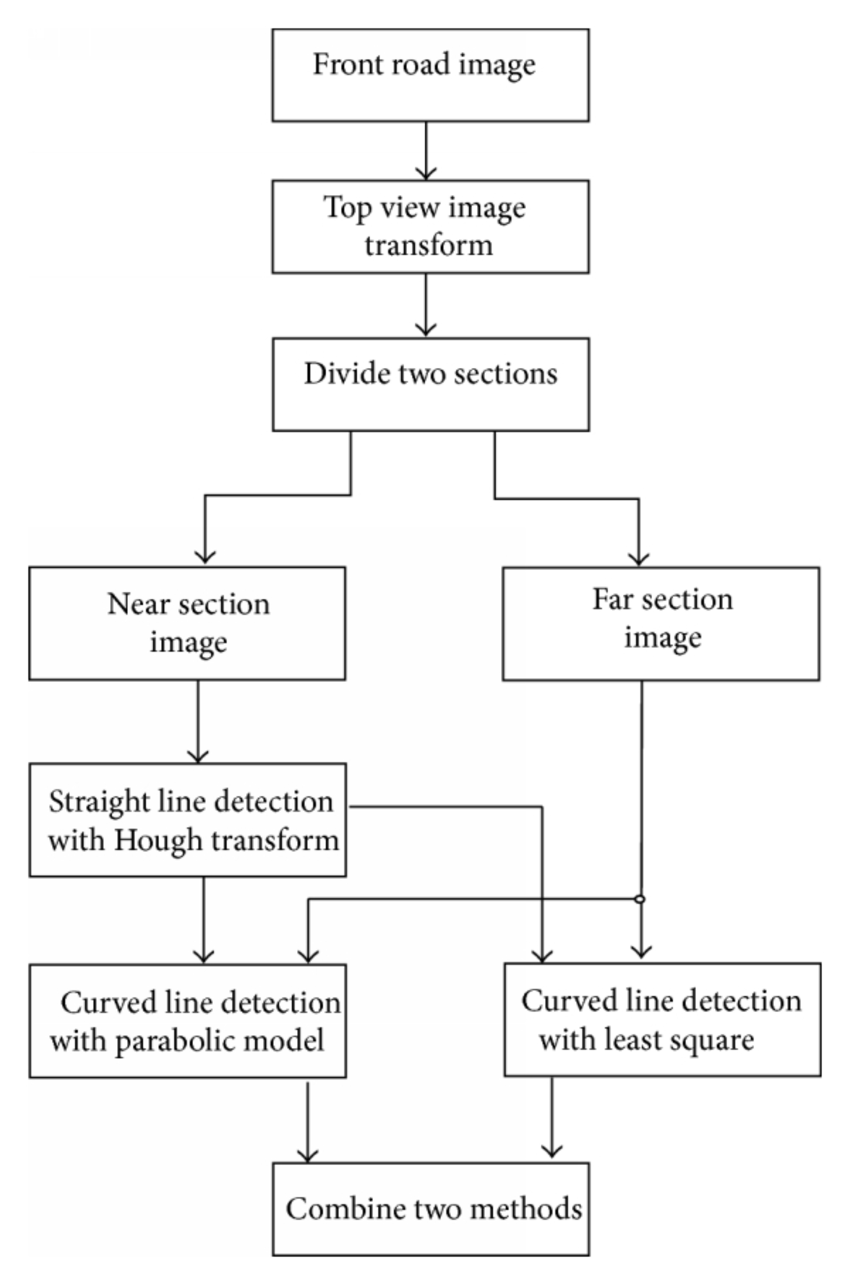 Front road image
Top view image
transform
Divide two sections
Near section
image
Far section
image
Straight line detection
with Hough transform
Curved line detection
with parabolic model
Curved line detection
with least square
Combine two methods